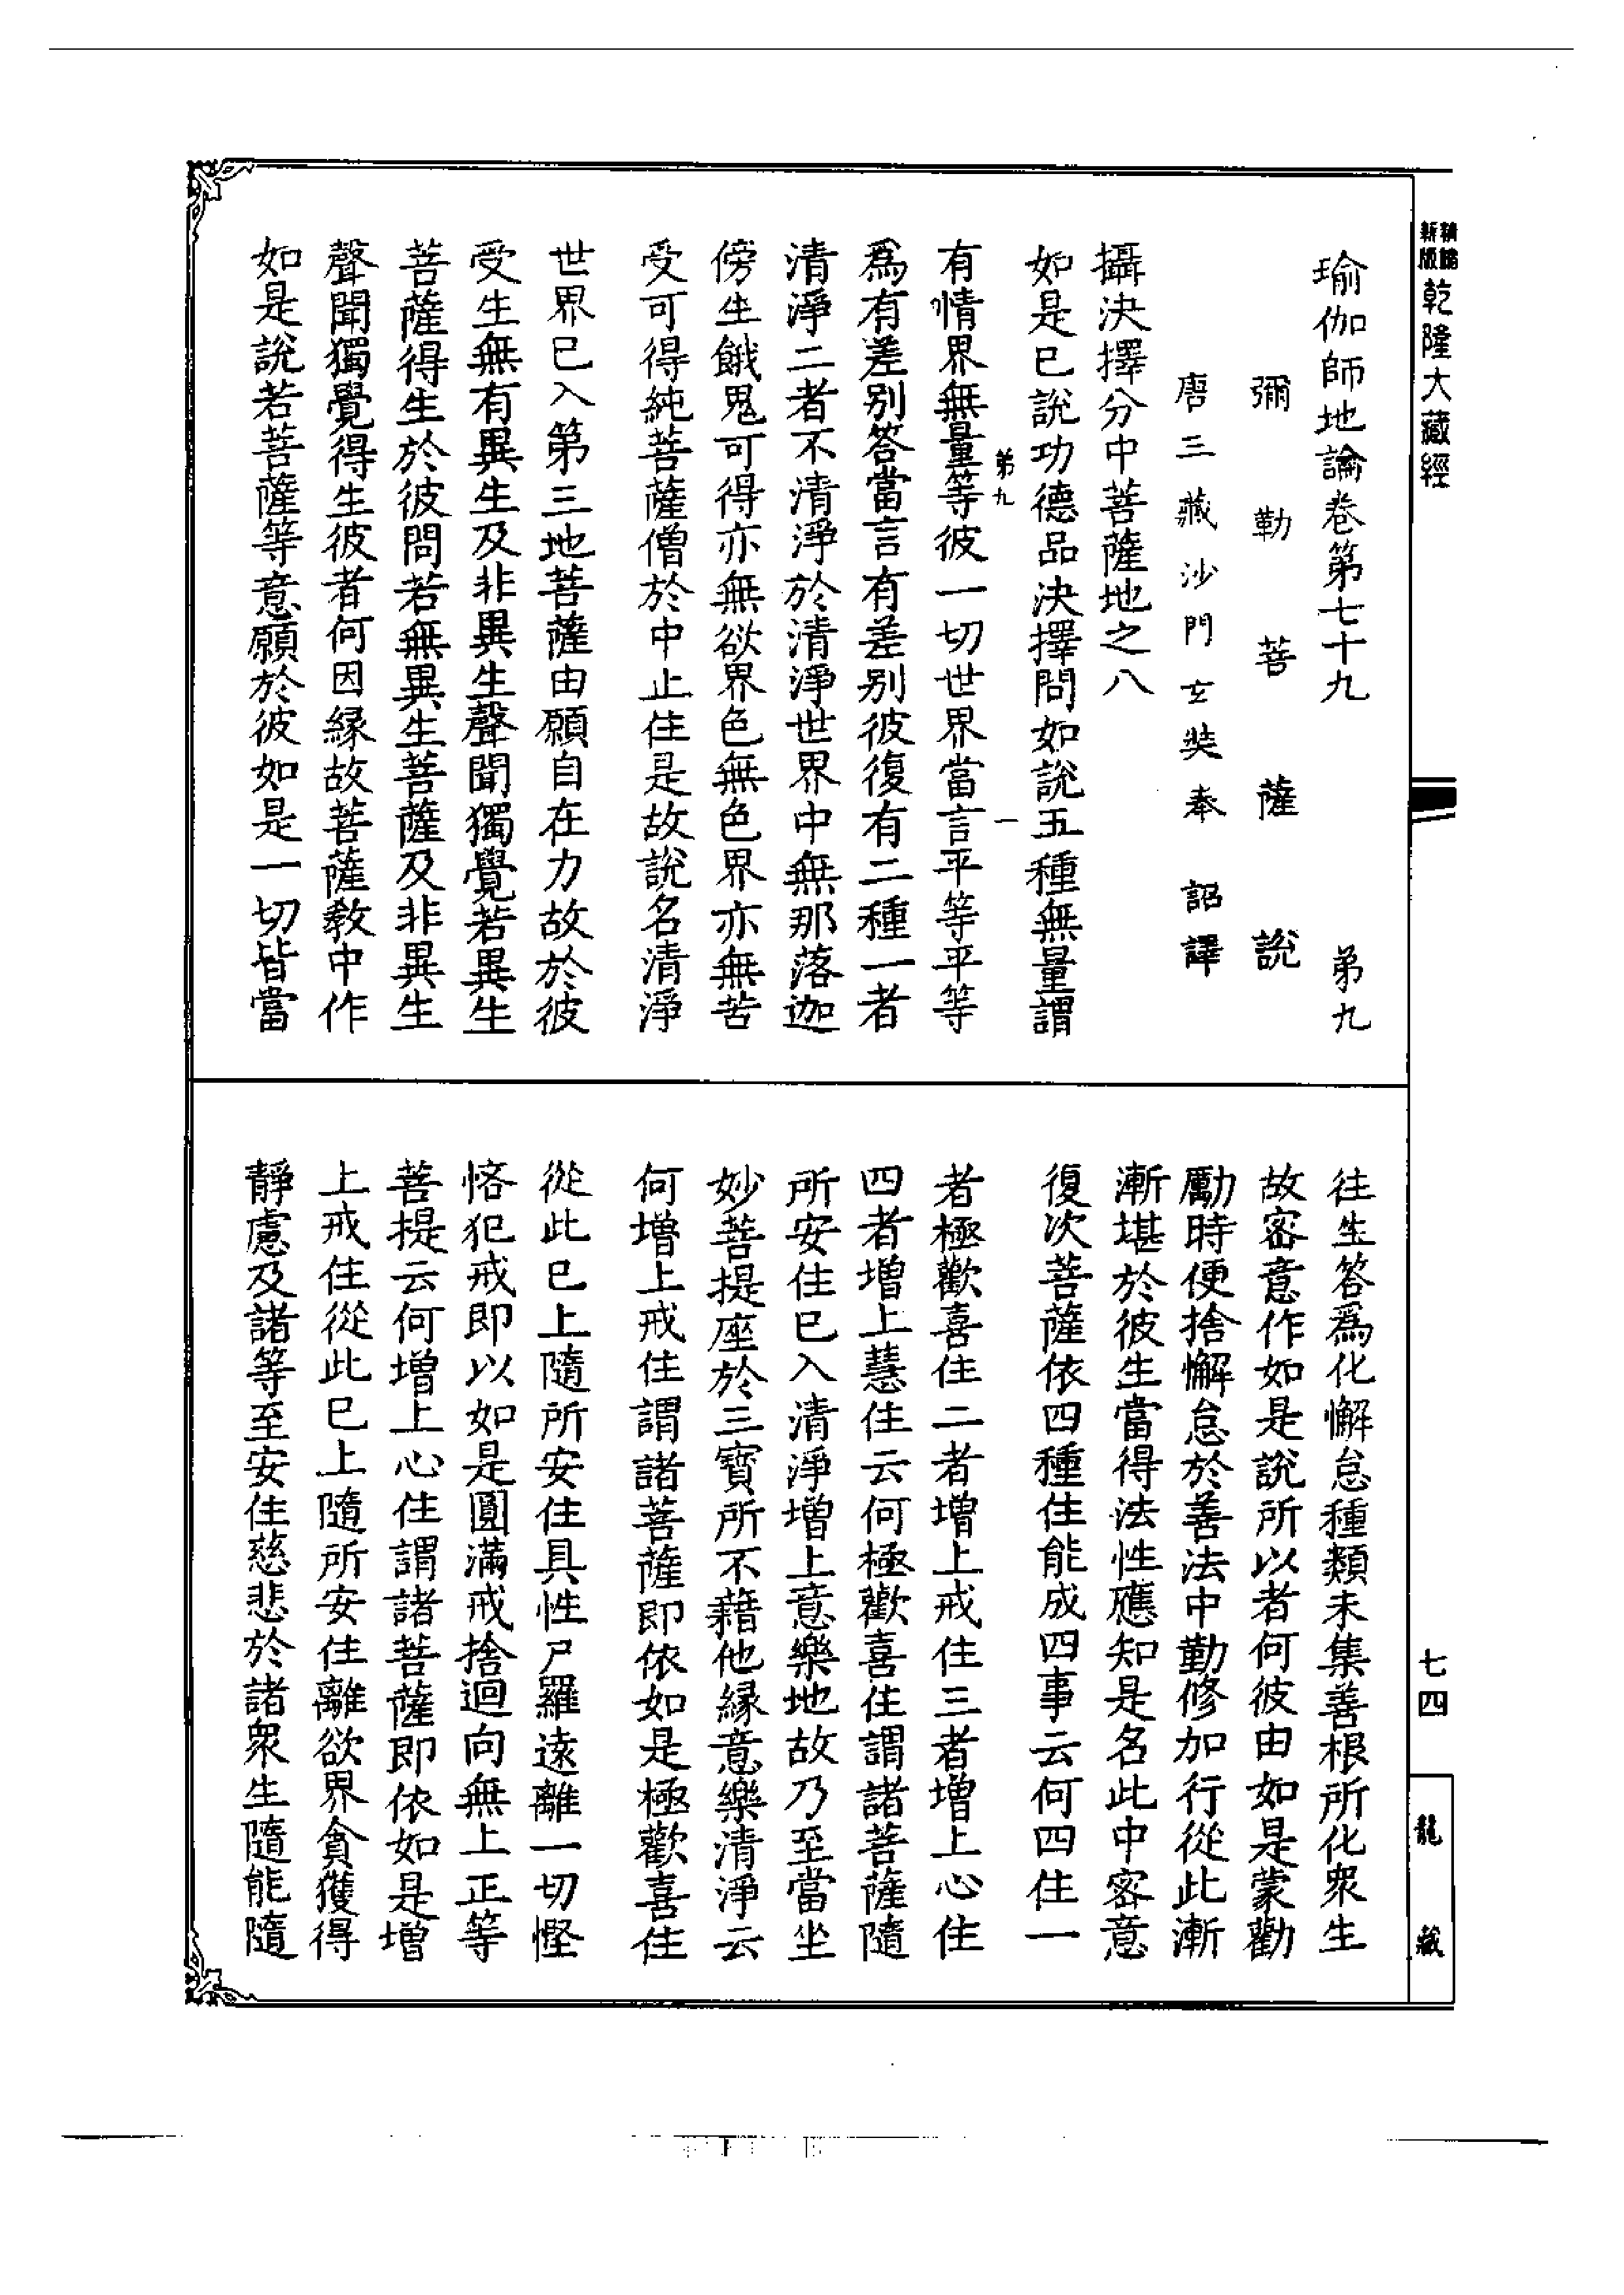 新編
新版
乾隆大藏經
瑜伽師地論卷第七十九 弟九
彌勒菩薩說
唐三藏沙門玄奘奉詔譯
攝決擇分中菩薩地之八
如是已說功德品決擇問如說五種無量謂
弟九 一
有情界無量等彼一切世界當言平等平等
爲有差别答當言有差别彼復有二種一者
清淨二者不清淨於清淨世界中無那落迦
傍生餓鬼可得亦無欲界色無色界亦無苦
受可得純菩薩僧於中止住是故說名清淨
世界已入第三地菩薩由願自在力故於彼
受生無有異生及非異生聲聞獨覺若異生
菩薩得生於彼問若無異生菩薩及非異生
聲聞獨覺得生彼者何因緣故菩薩教中作
如是說若菩薩等意願於彼如是一切皆當
往生答爲化懈怠種類未集善根所化衆生
故密意作如是說所以者何彼由如是蒙勸
勵時便捨懈怠於善法中勤修加行從此漸
漸堪於彼生當得法性應知是名此中密意
復次菩薩依四種住能成四事云何四住一
者極歡喜住二者增上戒住三者增上心住
四者增上慧住云何極歡喜住謂諸菩薩隨
所安住已入清淨增上意樂地故乃至當坐
妙菩提座於三寶所不藉他緣意樂清淨云
何增上戒住謂諸菩薩即依如是極歡喜住
從此已上隨所安住具性尸羅遠離一切慳
悋犯戒即以如是圓滿戒捨迴向無上正等
菩提云何增上心住謂諸菩薩即依如是增
上戒住從此已上隨所安住離欲界貪獲得
靜慮及諸等至安住慈悲於諸衆生隨能隨
七四
龍藏